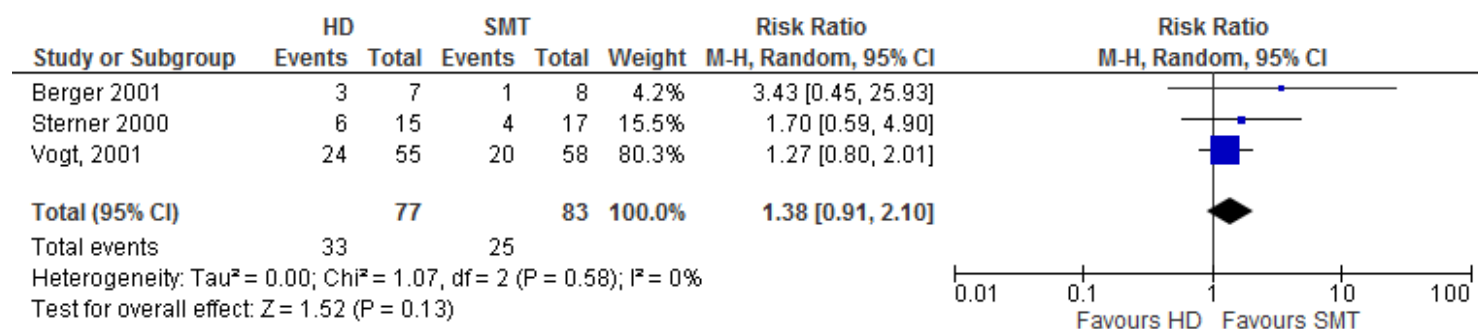 HD SMT Risk Ratio Risk Ratio
Study or Subgroup Events Total Events Total Weight M-H, Random, 95% CI M-H, Random, 95% CI
Berger 2001 3 7 1 8 4.2% 3.43 [0.45, 25.93]
Sterner 2000 6 15 4 17 15.5% 1.70 [0.59, 4.90]
Vogt, 2001 24 55 20 58 80.3% 1.27 [0.80, 2.01]
Total (95% CI) 77 83 100.0% 1.38 [0.91, 2.10]
Total events 33 25
Heterogeneity: Tau² = 0.00; Chi² = 1.07, df = 2 (P = 0.58); I² = 0%
Test for overall effect: Z = 1.52 (P = 0.13)
0.01 0.1 1 10 100
Favours HD Favours SMT